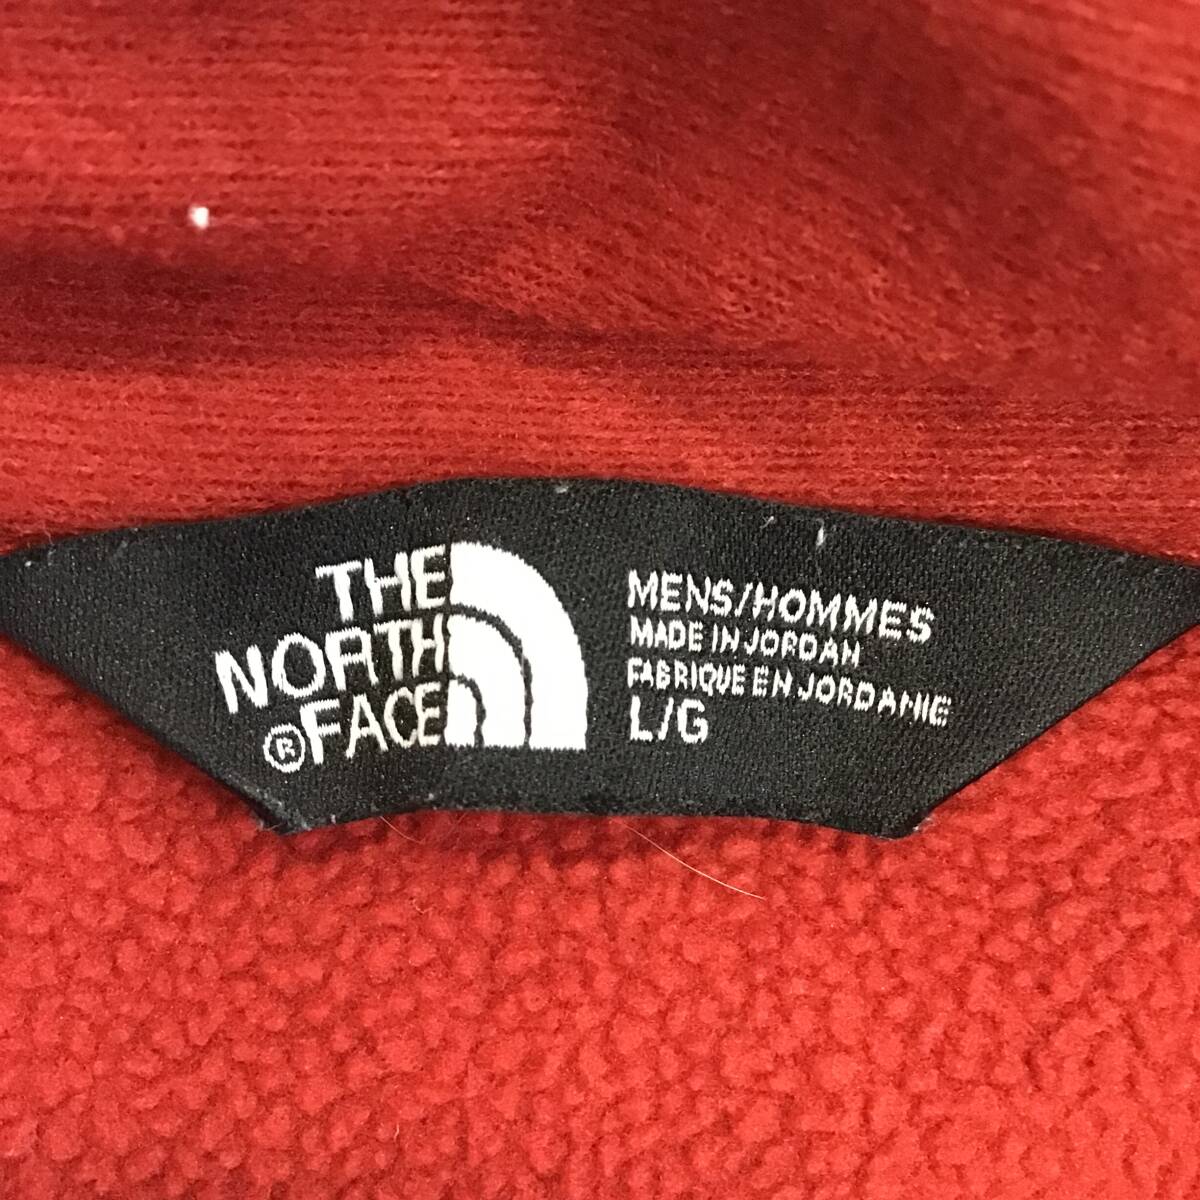 THE
NORTH
®FACE
MENS/HOMMES
MADE IN JORDAN
FABRIQUE EN JORDANIE
L/G